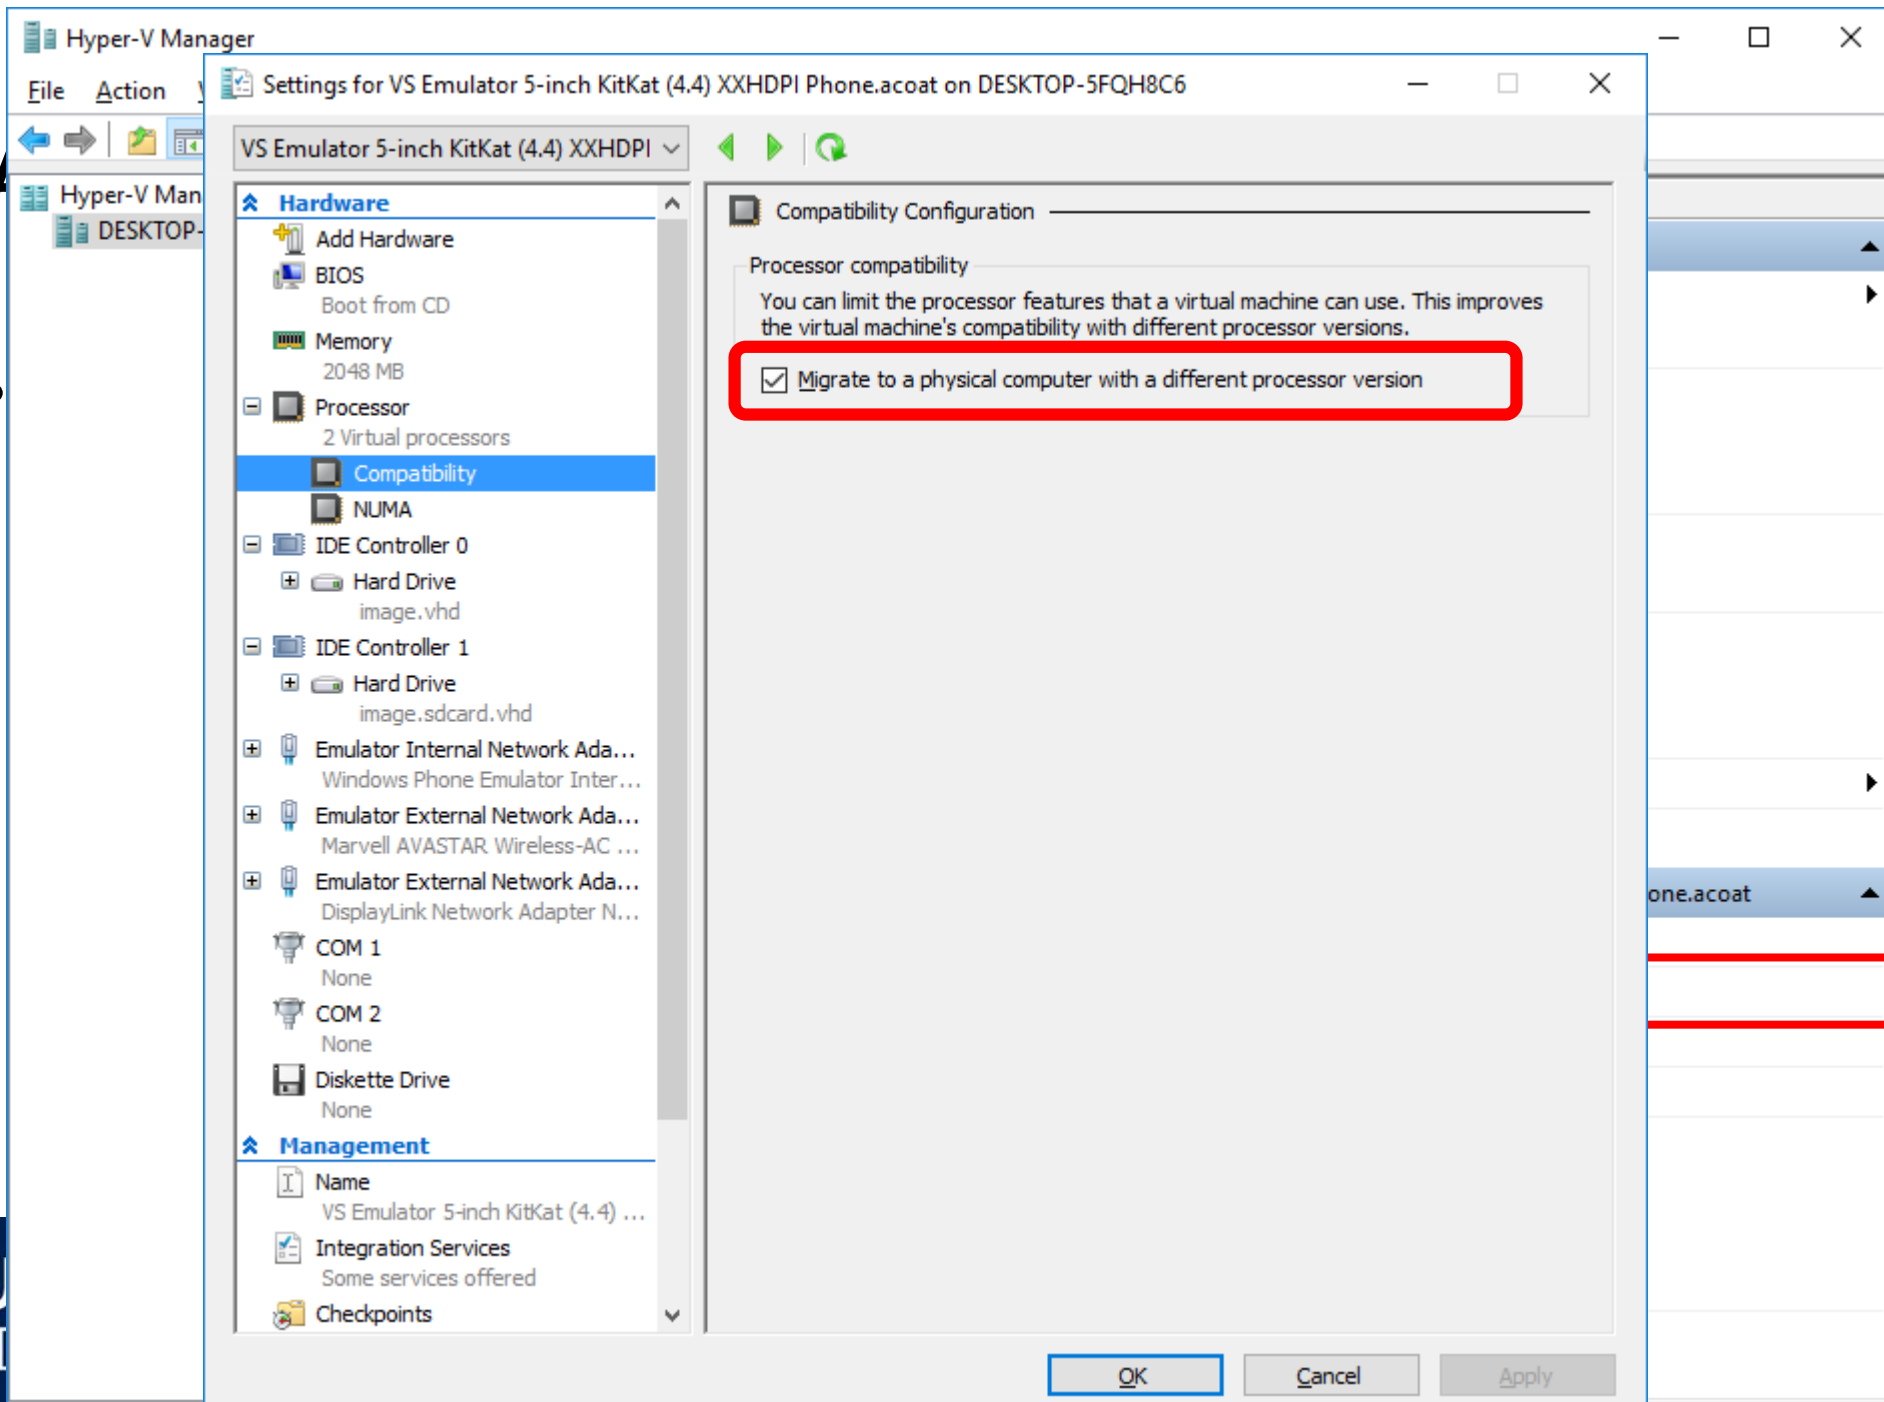 Hyper-V Manager
File Action
Settings for VS Emulator 5-inch KitKat (4.4) XXHDPI Phone.acoat on DESKTOP-5FQH8C6
VS Emulator 5-inch KitKat (4.4) XXHDPI
Hyper-V Man
DESKTOP-
Hardware
Add Hardware
BIOS
Boot from CD
Memory
2048 MB
Processor
2 Virtual processors
Compatibility
NUMA
IDE Controller 0
Hard Drive
image.vhd
IDE Controller 1
Hard Drive
image.sdcard.vhd
Emulator Internal Network Ada...
Windows Phone Emulator Inter...
Emulator External Network Ada...
Marvell AVASTAR Wireless-AC ...
Emulator External Network Ada...
DisplayLink Network Adapter N...
COM 1
None
COM 2
None
Diskette Drive
None
Management
Name
VS Emulator 5-inch KitKat (4.4) ...
Integration Services
Some services offered
Checkpoints
Compatibility Configuration
Processor compatibility
You can limit the processor features that a virtual machine can use. This improves
the virtual machine's compatibility with different processor versions.
Migrate to a physical computer with a different processor version
one.acoat
OK Cancel Apply